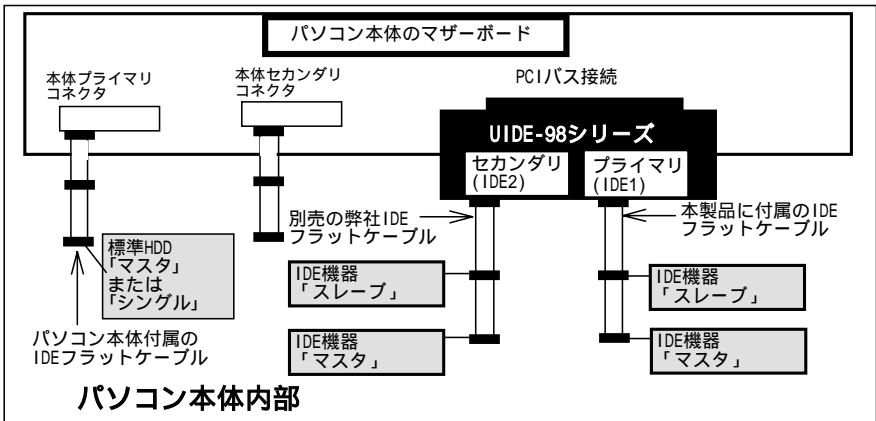 パソコン本体のマザーボード
本体プライマリ
コネクタ
本体セカンダリ
コネクタ
PCIバス接続
UIDE-98シリーズ
セカンダリ
(IDE2)
プライマリ
(IDE1)
別売の弊社IDE
フラットケーブル
本製品に付属のIDE
フラットケーブル
標準HDD
「マスタ」
または
「シングル」
IDE機器
「スレーブ」
IDE機器
「スレーブ」
パソコン本体付属の
IDEフラットケーブル
IDE機器
「マスタ」
IDE機器
「マスタ」
パソコン本体内部